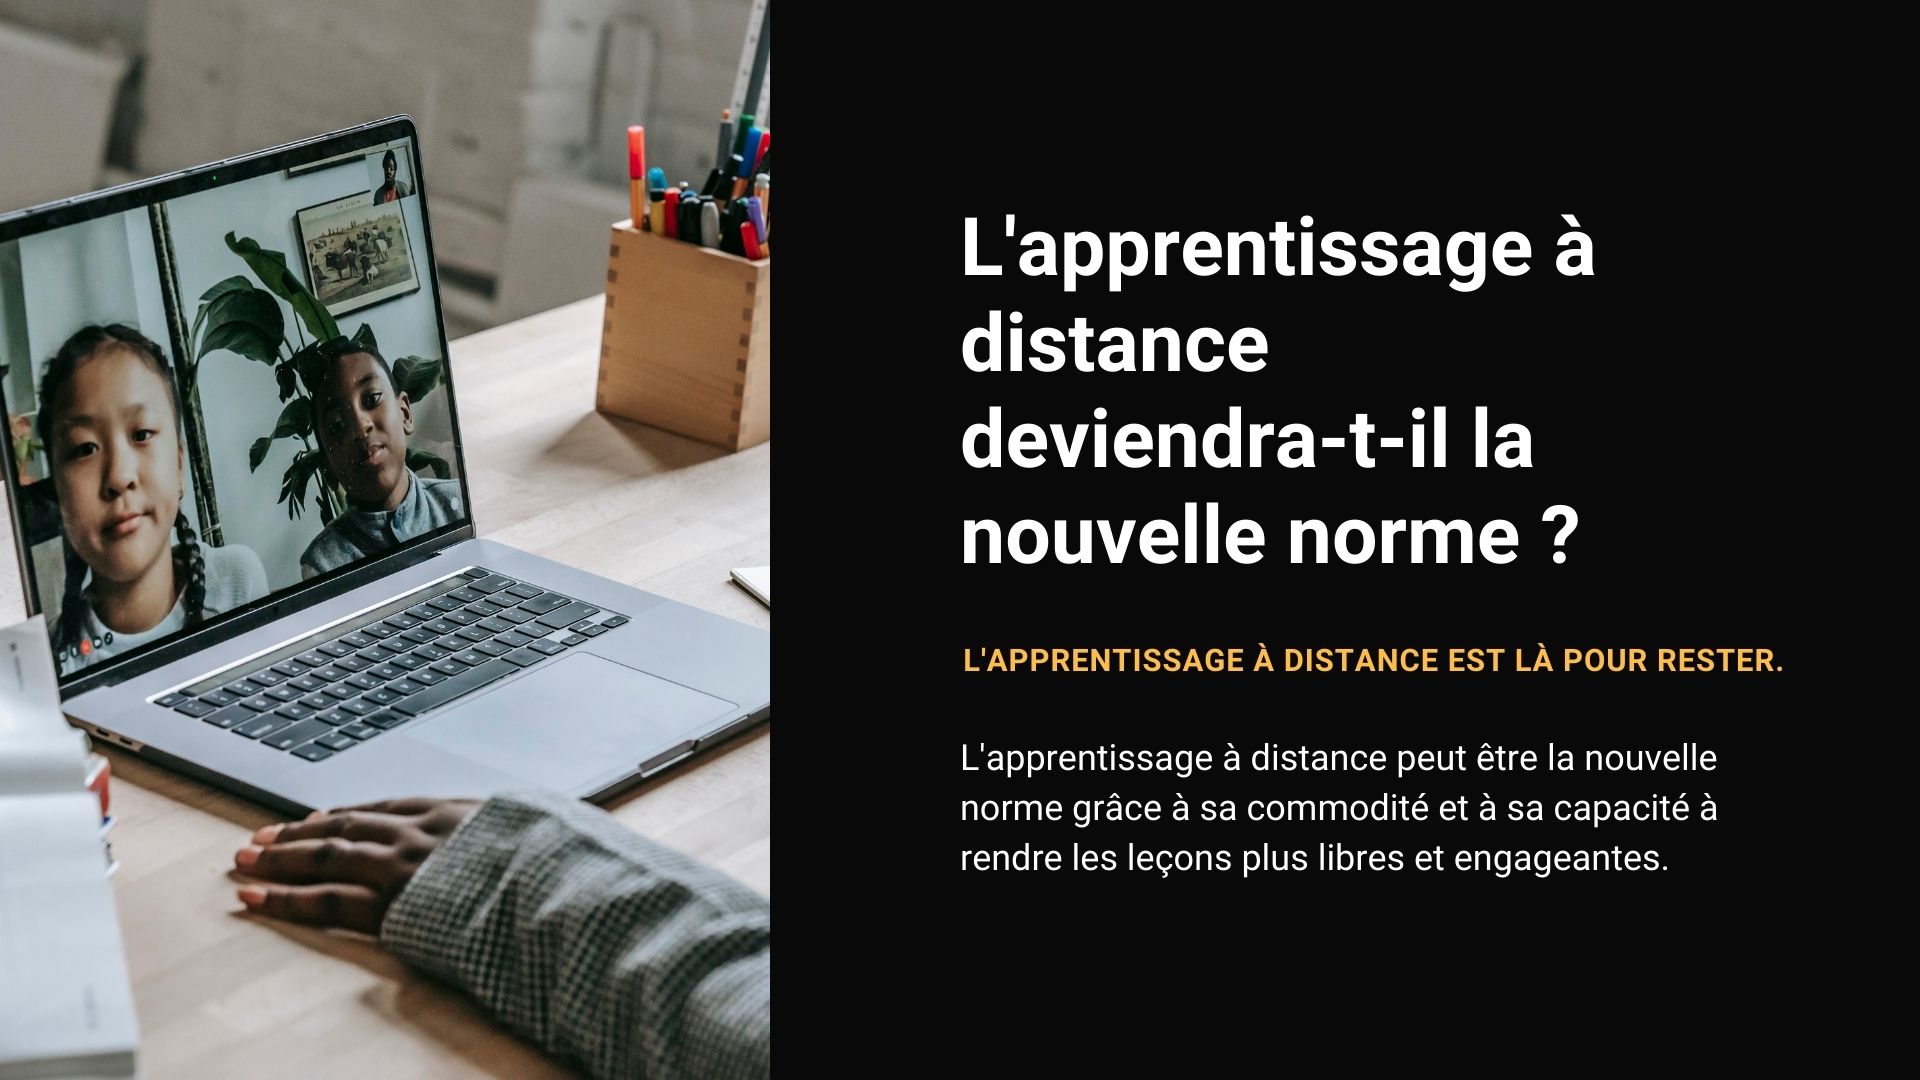 L'apprentissage à
distance
deviendra-t-il la
nouvelle norme ?
L'APPRENTISSAGE À DISTANCE EST LÀ POUR RESTER.
L'apprentissage à distance peut être la nouvelle
norme grâce à sa commodité et à sa capacité à
rendre les leçons plus libres et engageantes.